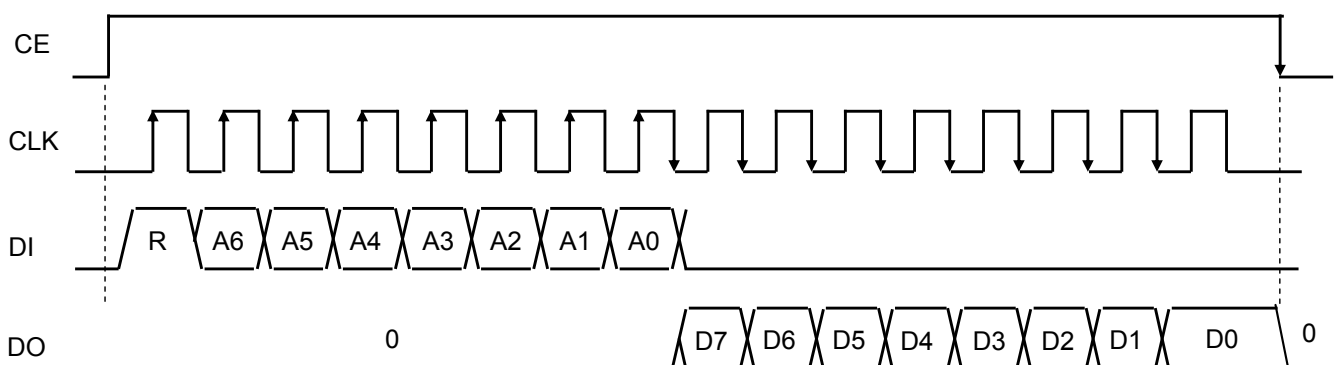 CE
CLK
DI R A6 A5 A4 A3 A2 A1 A0
DO 0 D7 D6 D5 D4 D3 D2 D1 D0 0